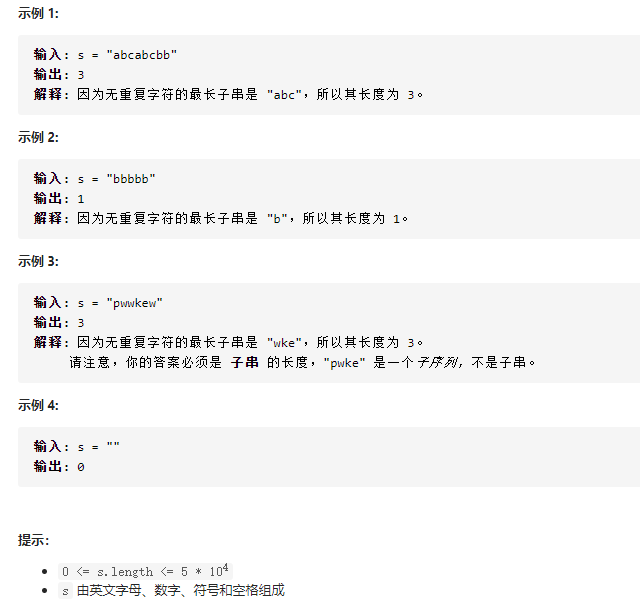 示例 1:
输入: s = "abcabcbb"
输出: 3
解释: 因为无重复字符的最长子串是 "abc"，所以其长度为 3。
示例 2:
输入: s = "bbbbb"
输出: 1
解释: 因为无重复字符的最长子串是 "b"，所以其长度为 1。
示例 3:
输入: s = "pwwkew"
输出: 3
解释: 因为无重复字符的最长子串是 "wke"，所以其长度为 3。
请注意，你的答案必须是 子串 的长度，"pwke" 是一个子序列，不是子串。
示例 4:
输入: s = ""
输出: 0
提示：
0 <= s.length <= 5 * 10⁴
s 由英文字母、数字、符号和空格组成